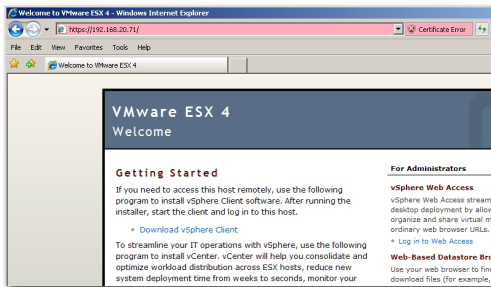 Welcome to VMware ESX 4 - Windows Internet Explorer
https://192.168.20.71/
Certificate Error
File Edit View Favorites Tools Help
Welcome to VMware ESX 4
VMware ESX 4
Welcome
Getting Started
If you need to access this host remotely, use the following
program to install vSphere Client software. After running the
installer, start the client and log in to this host.
• Download vSphere Client
To streamline your IT operations with vSphere, use the following
program to install vCenter. vCenter will help you consolidate and
optimize workload distribution across ESX hosts, reduce new
system deployment time from weeks to seconds, monitor your
For Administrators
vSphere Web Access
vSphere Web Access stream
desktop deployment by allow
organize and share virtual m
ordinary web browser URLs.
• Log in to Web Access
Web-Based Datastore Bro
Use your web browser to find
download files (for example,